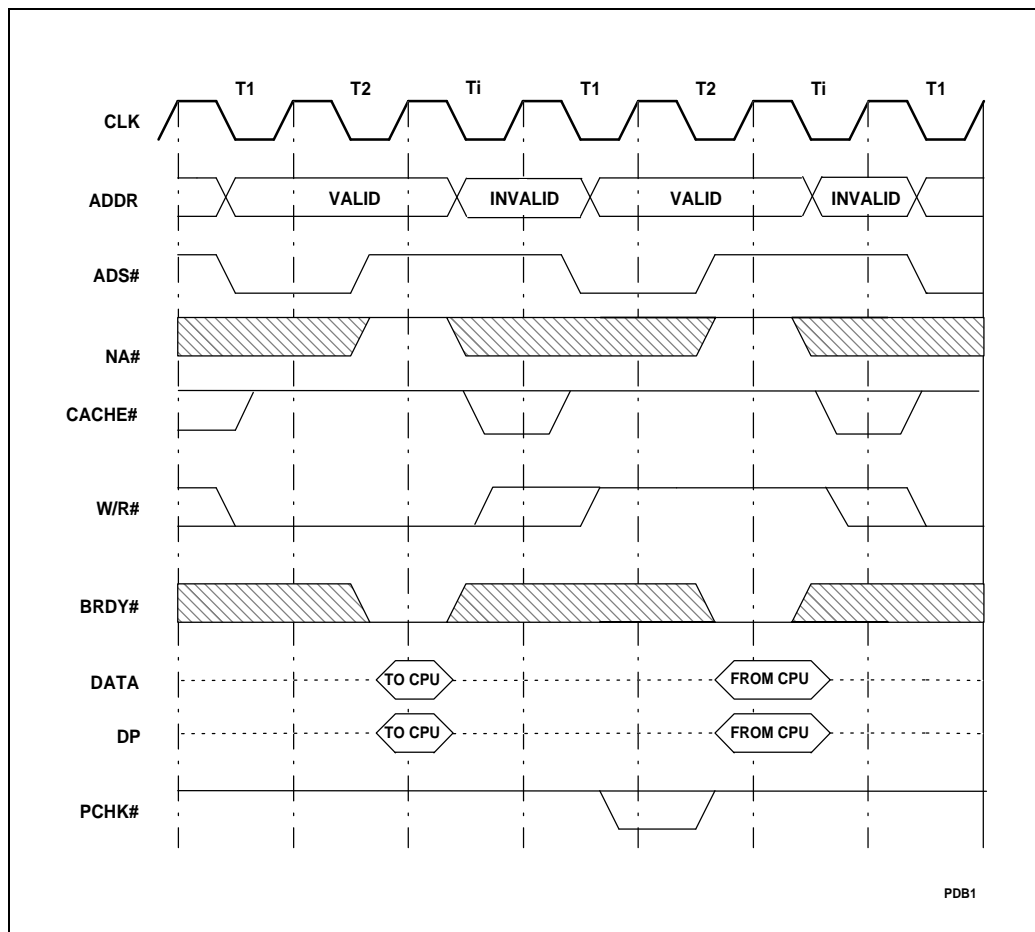 T1 T2 Ti T1 T2 Ti T1
CLK
ADDR VALID INVALID VALID INVALID
ADS#
NA#
CACHE#
W/R#
BRDY#
DATA TO CPU FROM CPU
DP TO CPU FROM CPU
PCHK#
PDB1